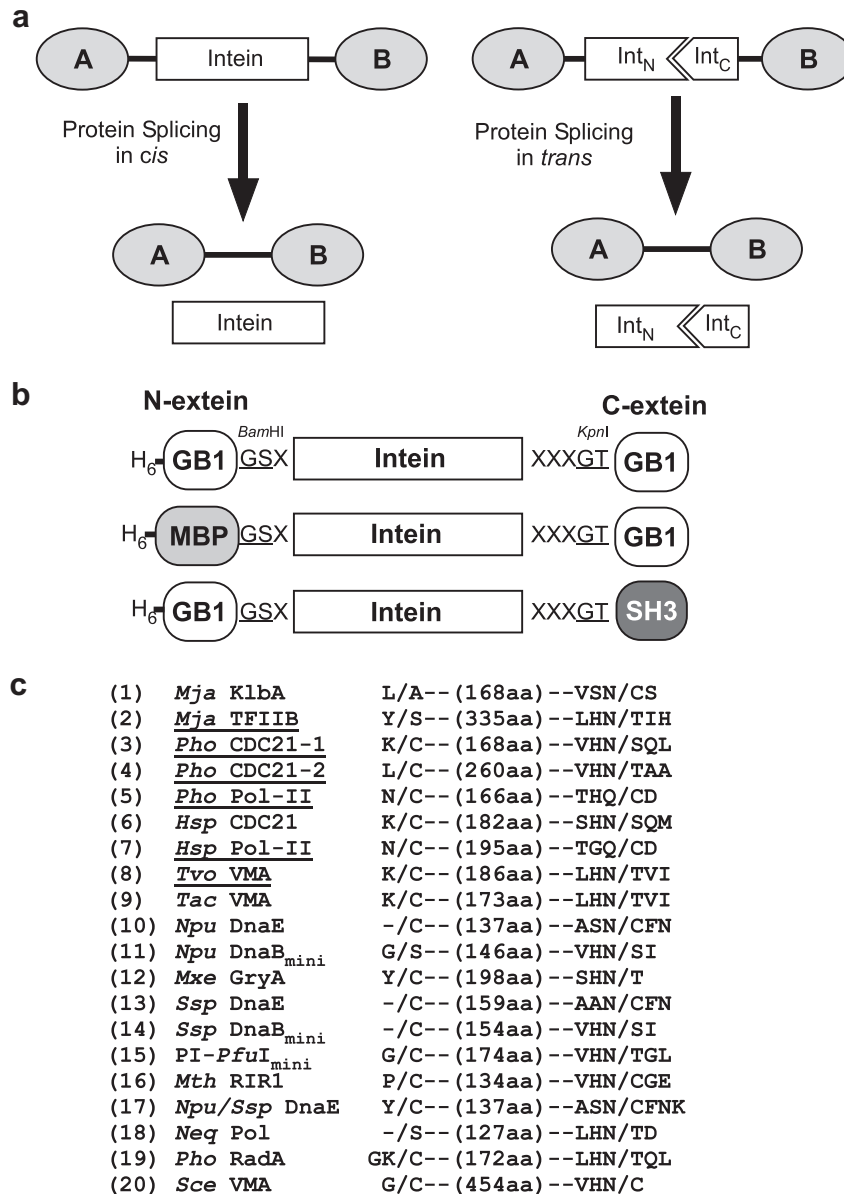 a
A Intein B
A IntN IntC B
Protein Splicing
in cis
Protein Splicing
in trans
A B
A B
Intein
IntN IntC
b
N-extein C-extein
BamHI KpnI
H6 GB1 GSX Intein XXXGT GB1
H6 MBP GSX Intein XXXGT GB1
H6 GB1 GSX Intein XXXGT SH3
c
(1) Mja KlbA L/A--(168aa)--VSN/CS
(2) Mja TFIIB Y/S--(335aa)--LHN/TIH
(3) Pho CDC21-1 K/C--(168aa)--VHN/SQL
(4) Pho CDC21-2 L/C--(260aa)--VHN/TAA
(5) Pho Pol-II N/C--(166aa)--THQ/CD
(6) Hsp CDC21 K/C--(182aa)--SHN/SQM
(7) Hsp Pol-II N/C--(195aa)--TGQ/CD
(8) Tvo VMA K/C--(186aa)--LHN/TVI
(9) Tac VMA K/C--(173aa)--LHN/TVI
(10) Npu DnaE -/C--(137aa)--ASN/CFN
(11) Npu DnaBmini G/S--(146aa)--VHN/SI
(12) Mxe GryA Y/C--(198aa)--SHN/T
(13) Ssp DnaE -/C--(159aa)--AAN/CFN
(14) Ssp DnaBmini -/C--(154aa)--VHN/SI
(15) PI-PfuImini G/C--(174aa)--VHN/TGL
(16) Mth RIR1 P/C--(134aa)--VHN/CGE
(17) Npu/Ssp DnaE Y/C--(137aa)--ASN/CFNK
(18) Neq Pol -/S--(127aa)--LHN/TD
(19) Pho RadA GK/C--(172aa)--LHN/TQL
(20) Sce VMA G/C--(454aa)--VHN/C